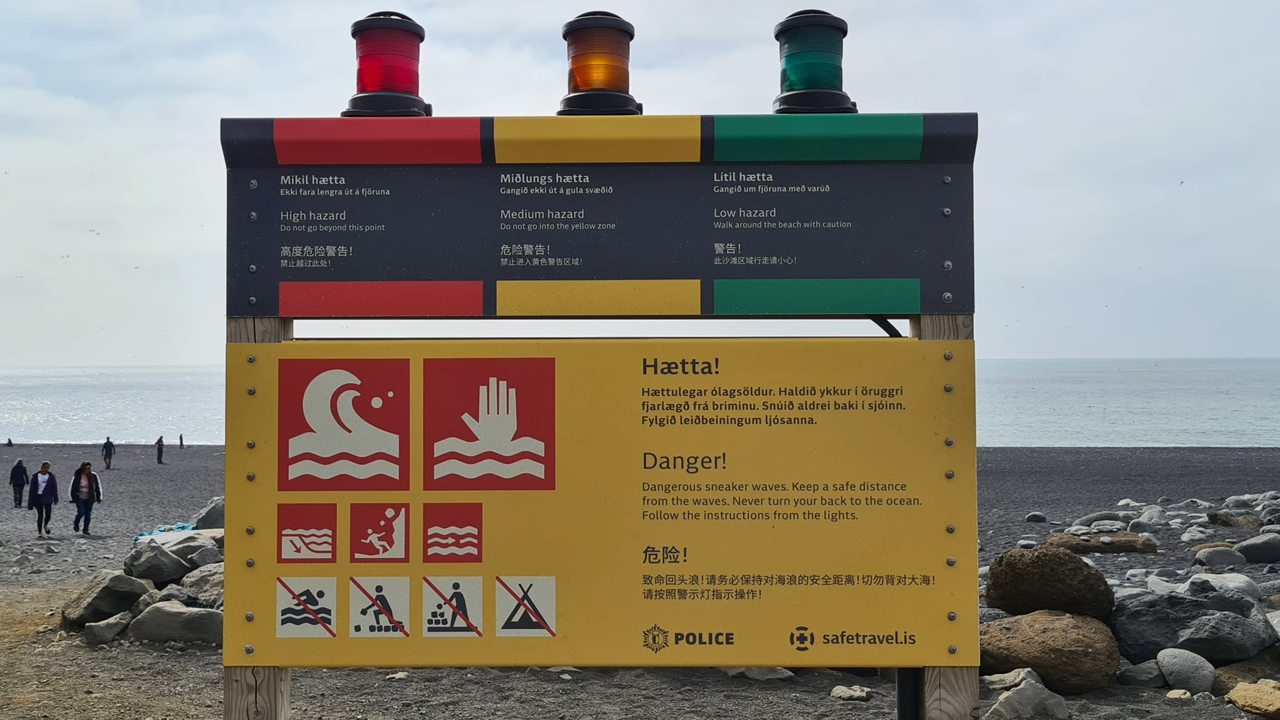 Mikil hætta
Ekki fara lengra út á fjöruna
High hazard
Do not go beyond this point
高度危险警告!
禁止越过此处!
Miðlungs hætta
Gangið ekki út á gula svæðið
Medium hazard
Do not go into the yellow zone
危险警告!
禁止进入黄色警告区域!
Lítil hætta
Gangið um fjöruna með varúð
Low hazard
Walk around the beach with caution
警告!
此沙滩区域行走请小心!
Hætta!
Hættulegar ólagsöldur. Haldið ykkur í öruggri
fjarlægð frá briminu. Snúið aldrei baki í sjóinn.
Fylgið leiðbeiningum ljósanna.
Danger!
Dangerous sneaker waves. Keep a safe distance
from the waves. Never turn your back to the ocean.
Follow the instructions from the lights.
危险!
致命回头浪!请务必保持对海浪的安全距离!切勿背对大海!
请按照警示灯指示操作!
POLICE
safetravel.is